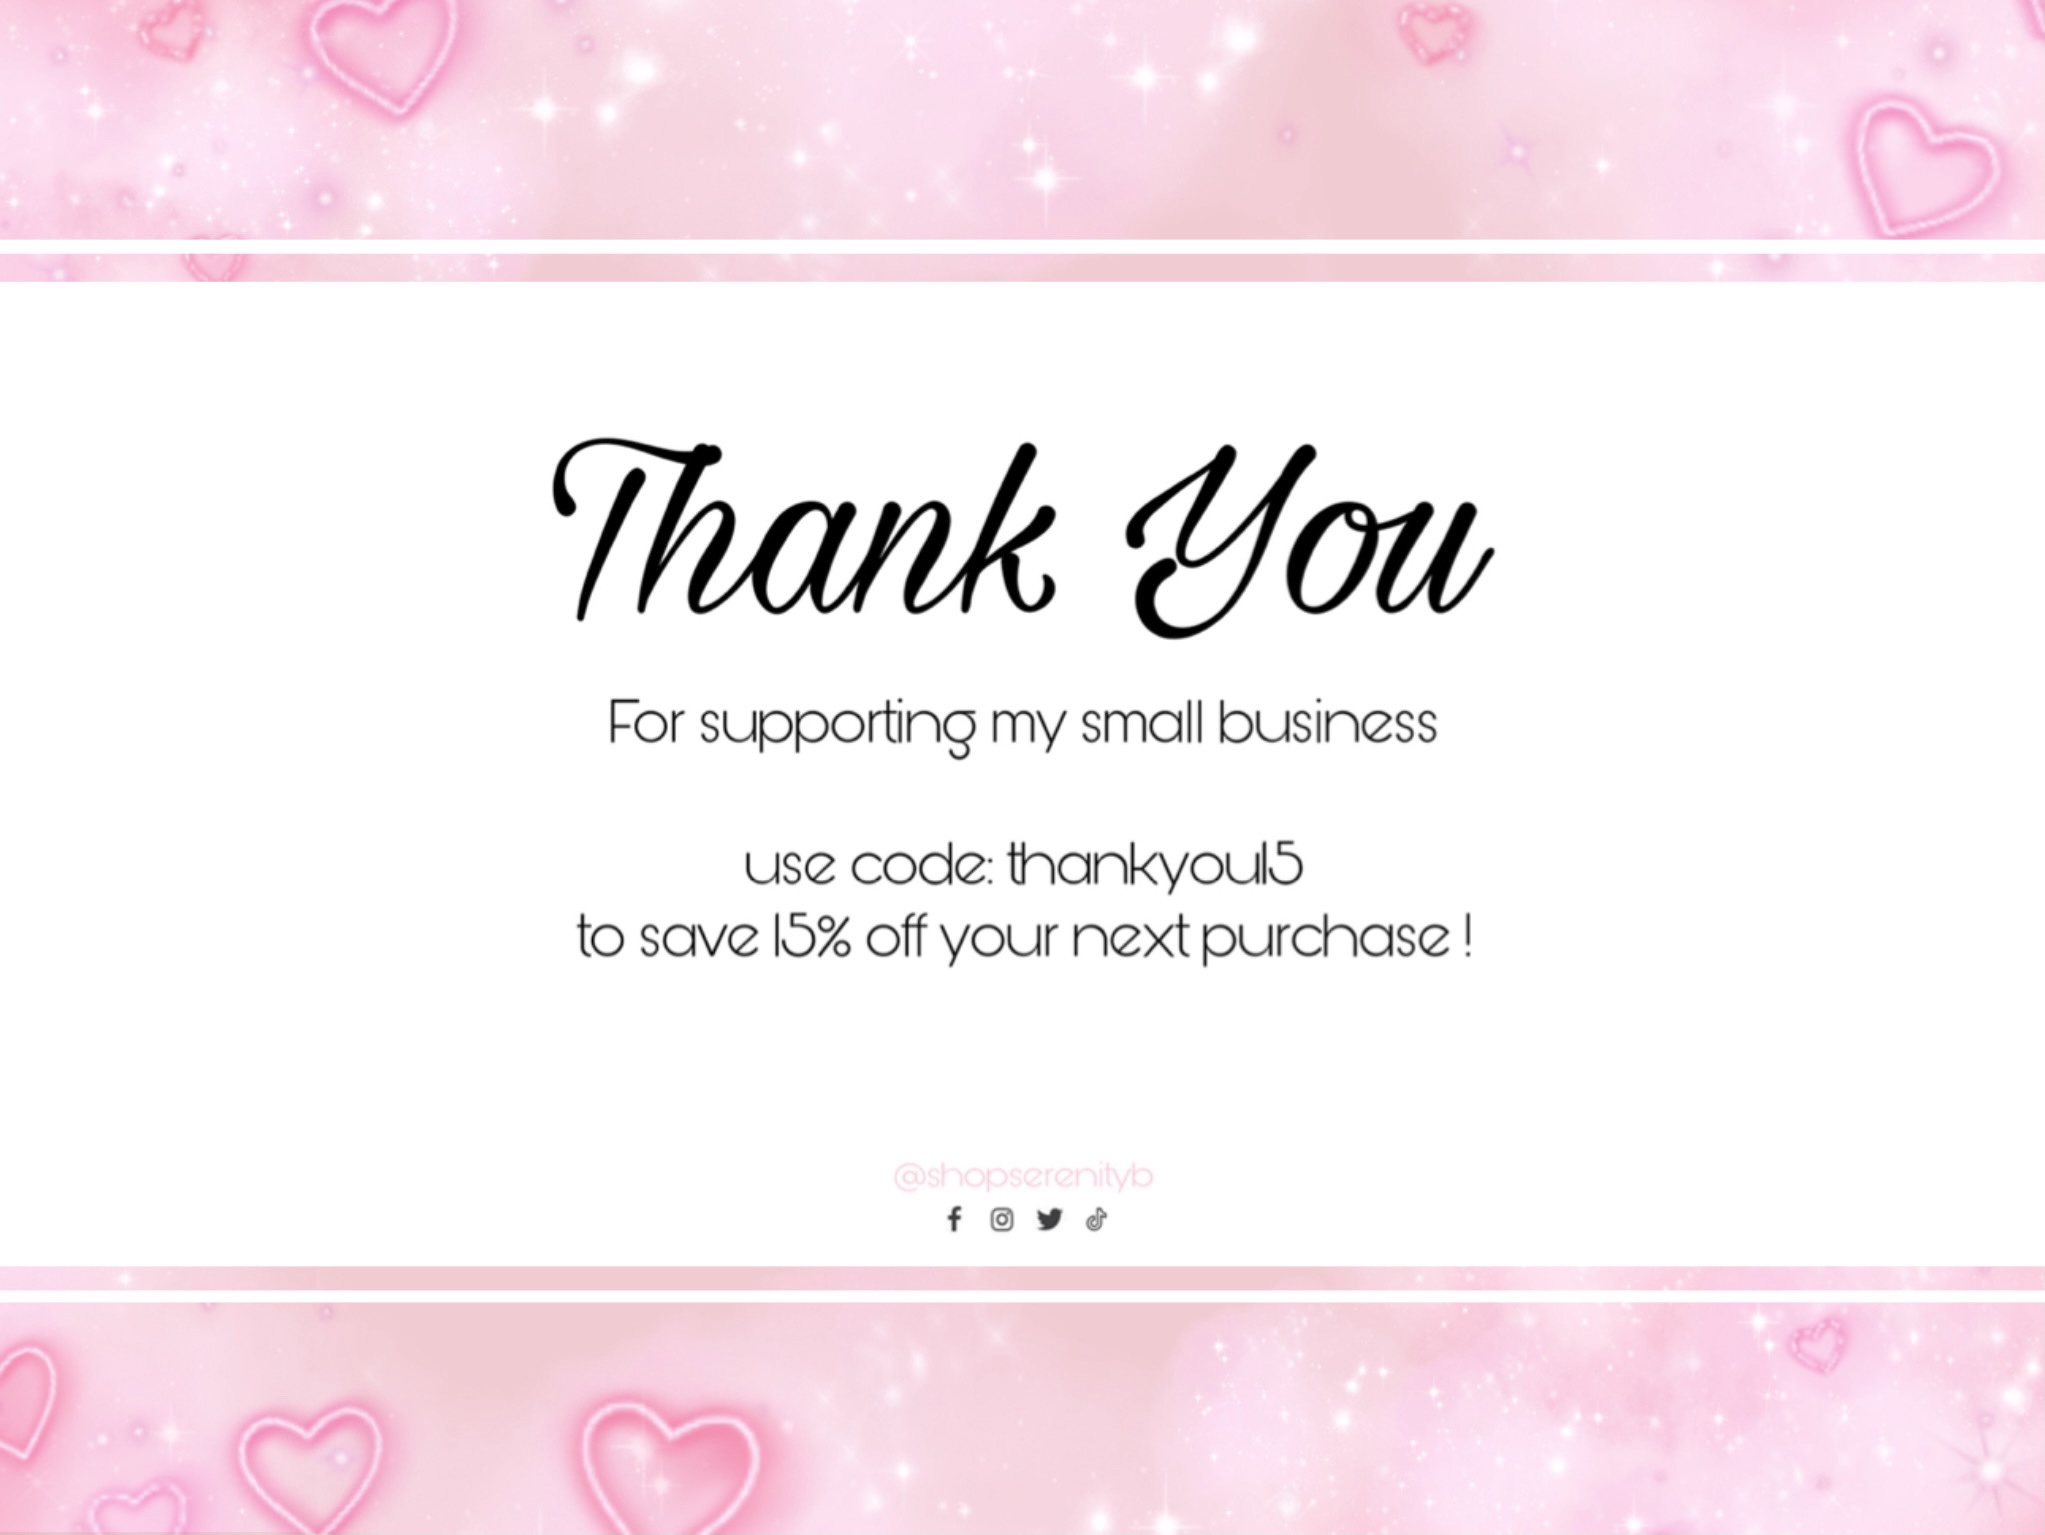 Thank You
For supporting my small business
use code: thankyou15
to save 15% off your next purchase !
@shopserenityb